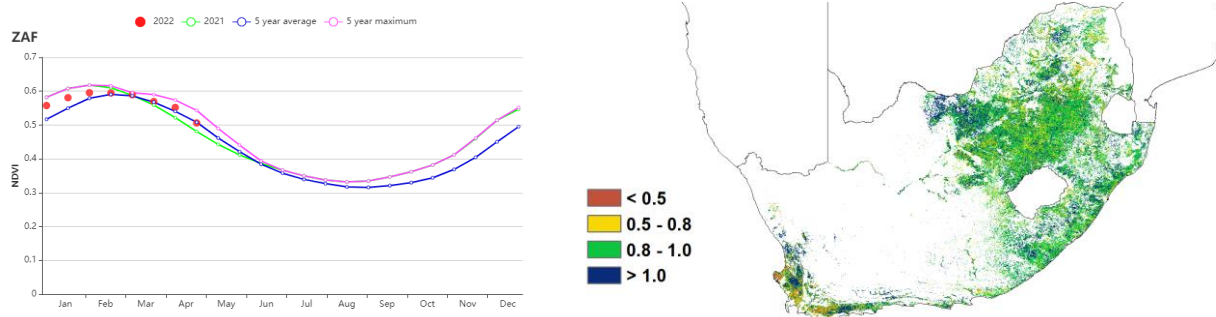 2022 2021 5 year average 5 year maximum
ZAF
0.7
0.6
0.5
0.4
0.3
0.2
0.1
0
NDVI
Jan Feb Mar Apr May Jun Jul Aug Sep Oct Nov Dec
< 0.5
0.5 - 0.8
0.8 - 1.0
> 1.0